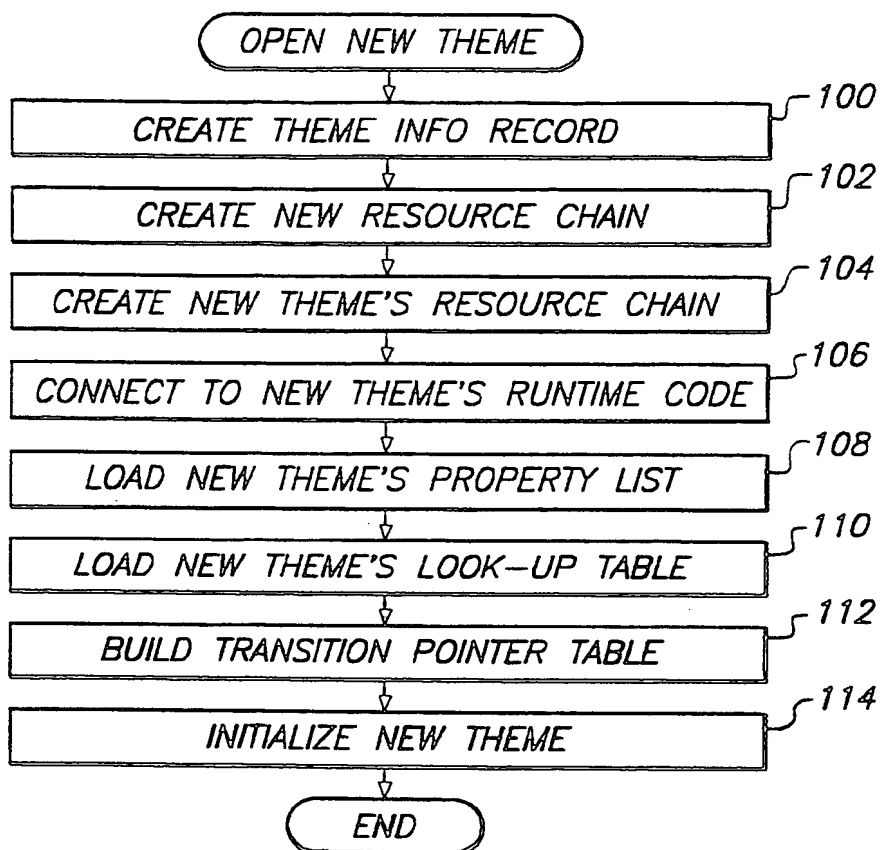 OPEN NEW THEME
100
CREATE THEME INFO RECORD
102
CREATE NEW RESOURCE CHAIN
104
CREATE NEW THEME'S RESOURCE CHAIN
106
CONNECT TO NEW THEME'S RUNTIME CODE
108
LOAD NEW THEME'S PROPERTY LIST
110
LOAD NEW THEME'S LOOK-UP TABLE
112
BUILD TRANSITION POINTER TABLE
114
INITIALIZE NEW THEME
END